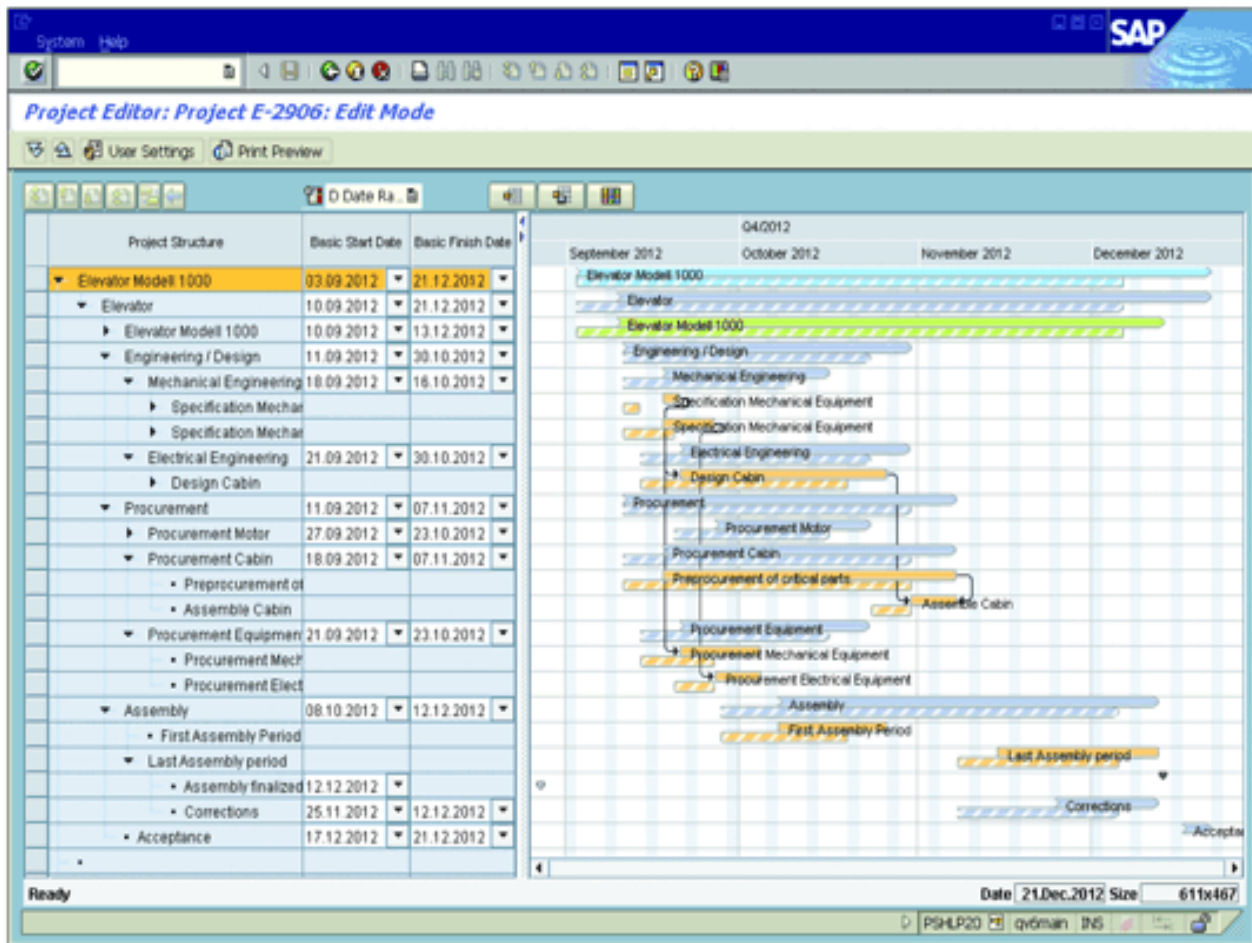 System Help
SAP
Project Editor: Project E-2906: Edit Mode
User Settings Print Preview
D Date Ra..
Project Structure Basic Start Date Basic Finish Date
Q4/2012
September 2012 October 2012 November 2012 December 2012
Elevator Modell 1000 03.09.2012 21.12.2012 Elevator Modell 1000
Elevator 10.09.2012 21.12.2012 Elevator
Elevator Modell 1000 10.09.2012 13.12.2012 Elevator Modell 1000
Engineering / Design 11.09.2012 30.10.2012 Engineering / Design
Mechanical Engineering 18.09.2012 16.10.2012 Mechanical Engineering
Specification Mechar Specification Mechanical Equipment
Specification Mechar Specification Mechanical Equipment
Electrical Engineering 21.09.2012 30.10.2012 Electrical Engineering
Design Cabin Design Cabin
Procurement 11.09.2012 07.11.2012 Procurement
Procurement Motor 27.09.2012 23.10.2012 Procurement Motor
Procurement Cabin 18.09.2012 07.11.2012 Procurement Cabin
Preprocurement of Preprocurement of critical parts
Assemble Cabin Assemble Cabin
Procurement Equipmen 21.09.2012 23.10.2012 Procurement Equipment
Procurement Mech Procurement Mechanical Equipment
Procurement Elect Procurement Electrical Equipment
Assembly 08.10.2012 12.12.2012 Assembly
First Assembly Period First Assembly Period
Last Assembly period Last Assembly period
Assembly finalized 12.12.2012
Corrections 25.11.2012 12.12.2012 Corrections
Acceptance 17.12.2012 21.12.2012 Accepta
Ready Date 21.Dec.2012 Size 611x467
PSHLP20 qv6main INS